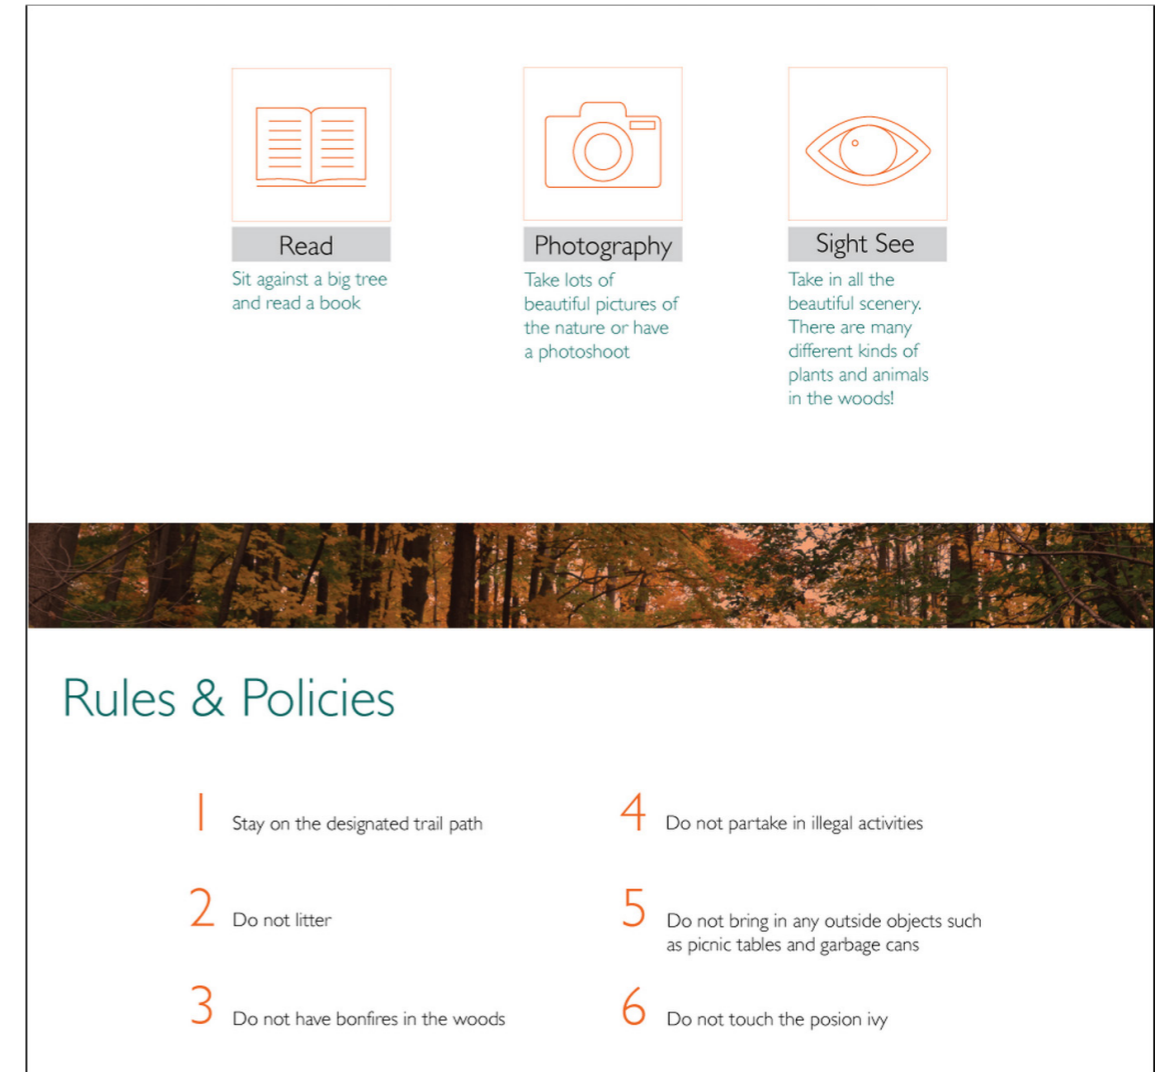 Read
Sit against a big tree
and read a book
Photography
Take lots of
beautiful pictures of
the nature or have
a photoshoot
Sight See
Take in all the
beautiful scenery.
There are many
different kinds of
plants and animals
in the woods!
Rules & Policies
1 Stay on the designated trail path
2 Do not litter
3 Do not have bonfires in the woods
4 Do not partake in illegal activities
5 Do not bring in any outside objects such
as picnic tables and garbage cans
6 Do not touch the posion ivy